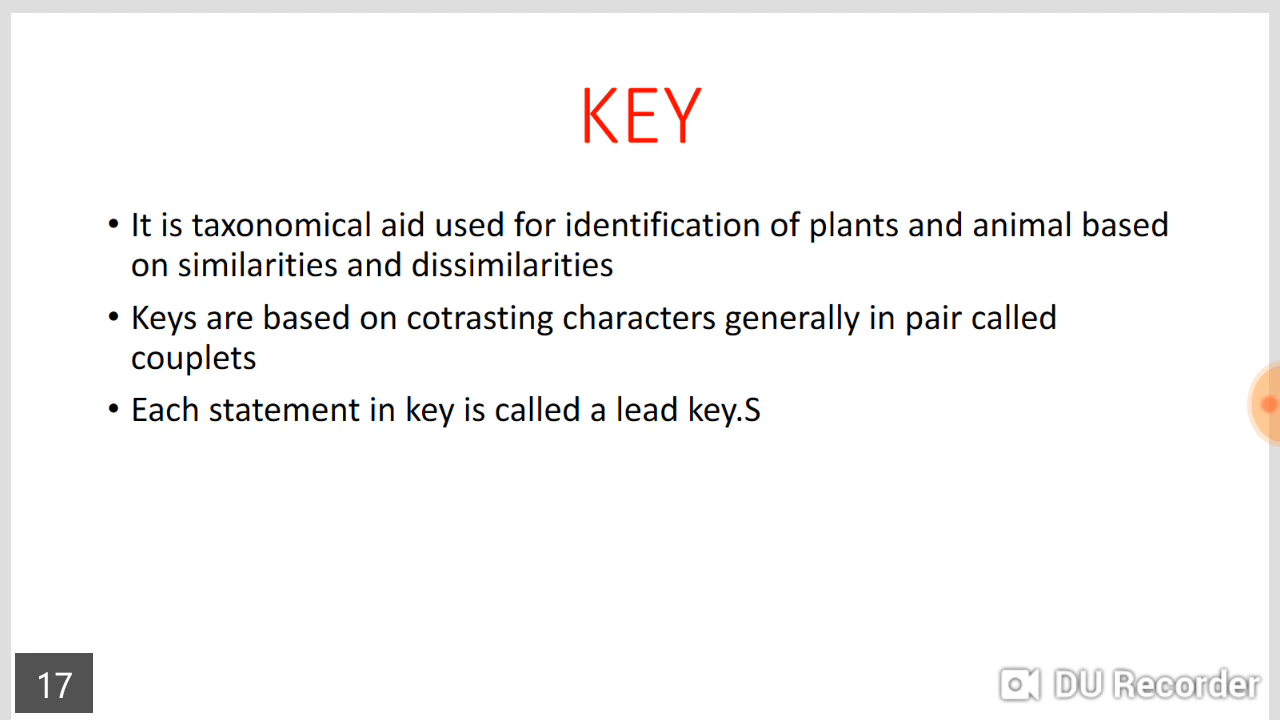 KEY
• It is taxonomical aid used for identification of plants and animal based
on similarities and dissimilarities
• Keys are based on cotrasting characters generally in pair called
couplets
• Each statement in key is called a lead key.S
17
DU Recorder